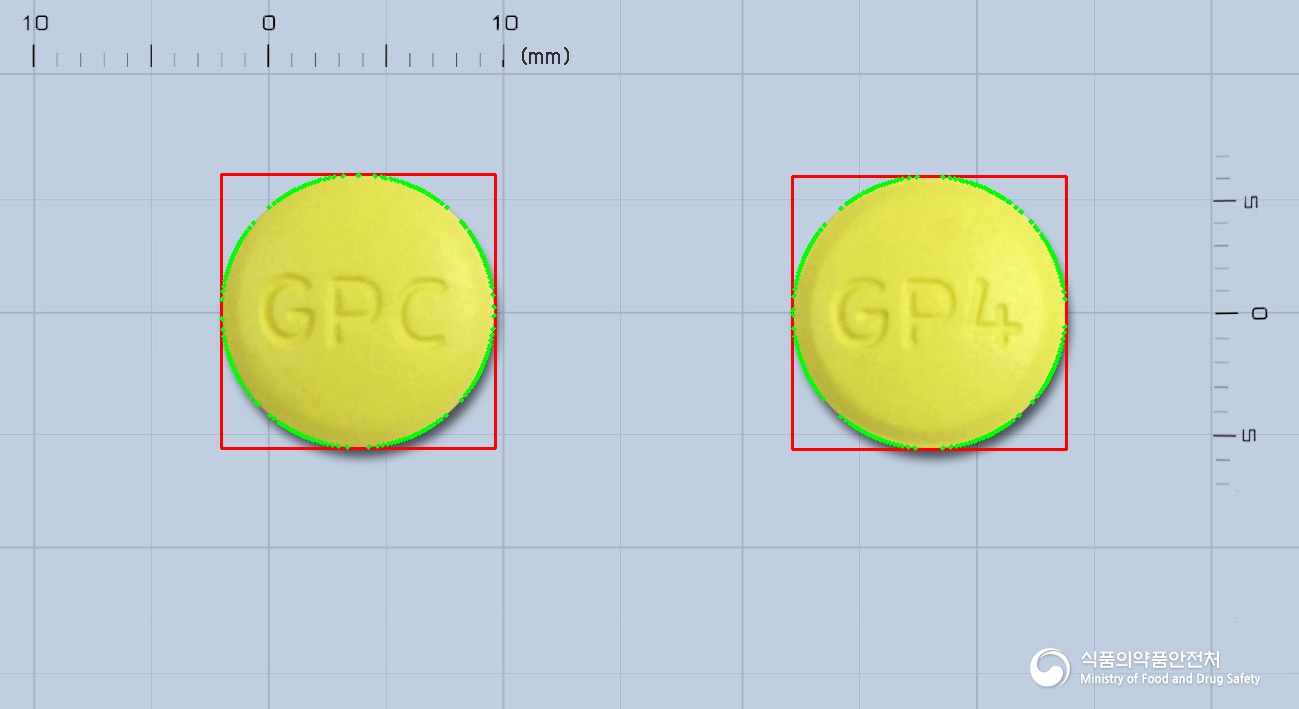 10 0 10
(mm)
GPC
GP4
5
0
5
식품의약품안전처
Ministry of Food and Drug Safety